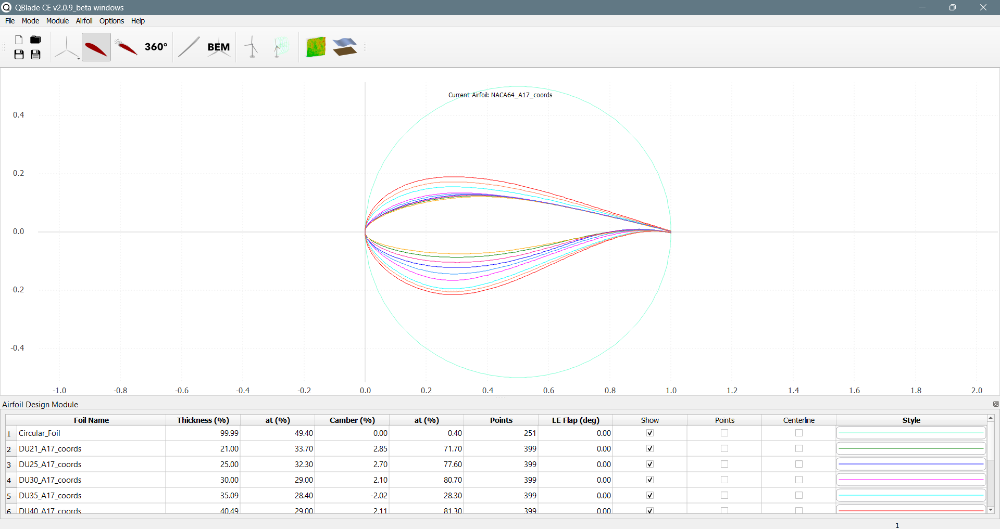 QBlade CE v2.0.9_beta windows
File Mode Module Airfoil Options Help
360° BEM
Current Airfoil: NACA64_A17_coords
0.4
0.2
0.0
-0.2
-0.4
-1.0 -0.8 -0.6 -0.4 -0.2 0.0 0.2 0.4 0.6 0.8 1.0 1.2 1.4 1.6 1.8 2.0
Airfoil Design Module
Foil Name Thickness (%) at (%) Camber (%) at (%) Points LE Flap (deg) Show Points Centerline Style
1 Circular_Foil 99.99 49.40 0.00 0.40 251 0.00
2 DU21_A17_coords 21.00 33.70 2.85 71.70 399 0.00
3 DU25_A17_coords 25.00 32.30 2.70 77.60 399 0.00
4 DU30_A17_coords 30.00 29.00 2.10 80.70 399 0.00
5 DU35_A17_coords 35.09 28.40 -2.02 28.30 399 0.00
6 DU40_A17_coords 40.49 29.00 2.11 81.30 399 0.00
1